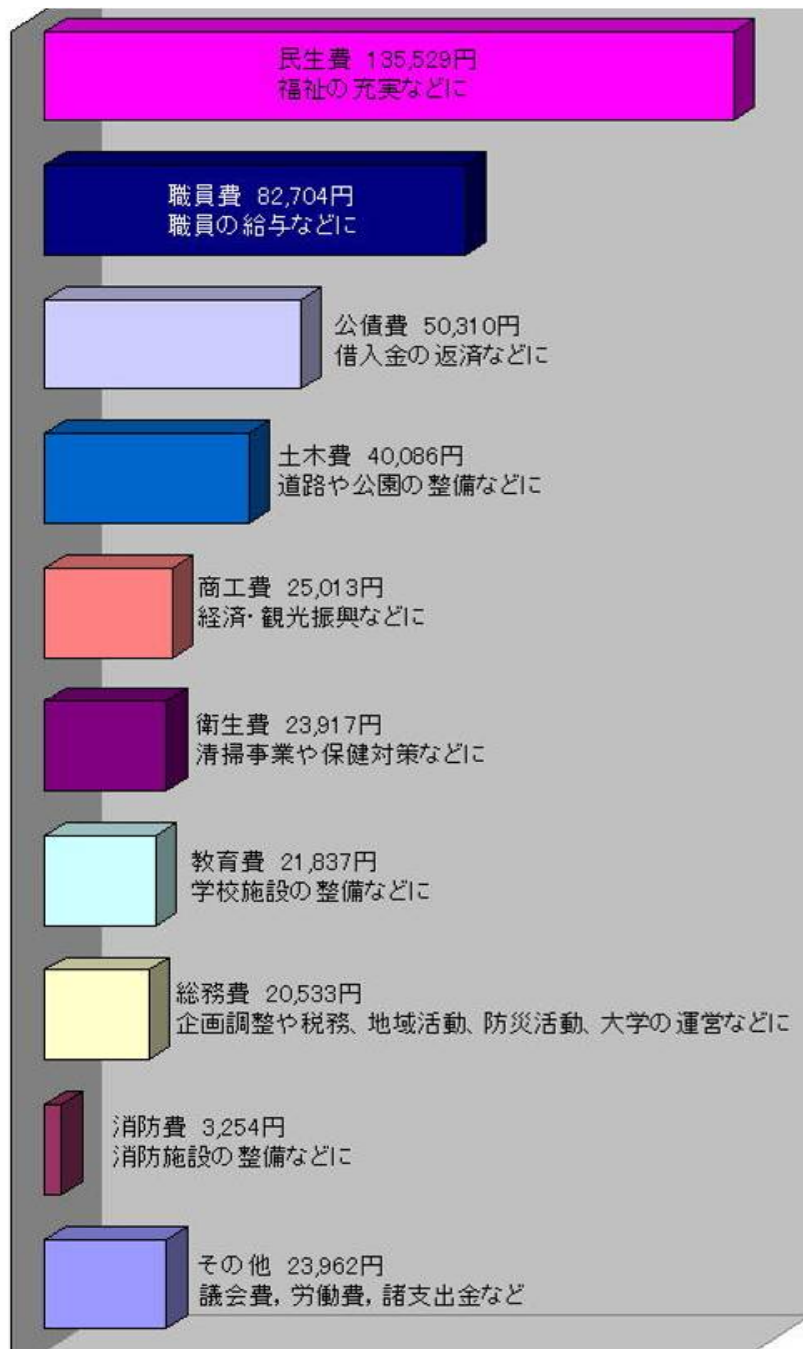 民生費 135,529円
福祉の充実などに
職員費 82,704円
職員の給与などに
公債費 50,310円
借入金の返済などに
土木費 40,086円
道路や公園の整備などに
商工費 25,013円
経済・観光振興などに
衛生費 23,917円
清掃事業や保健対策などに
教育費 21,837円
学校施設の整備などに
総務費 20,533円
企画調整や税務、地域活動、防災活動、大学の運営などに
消防費 3,254円
消防施設の整備などに
その他 23,962円
議会費，労働費，諸支出金など